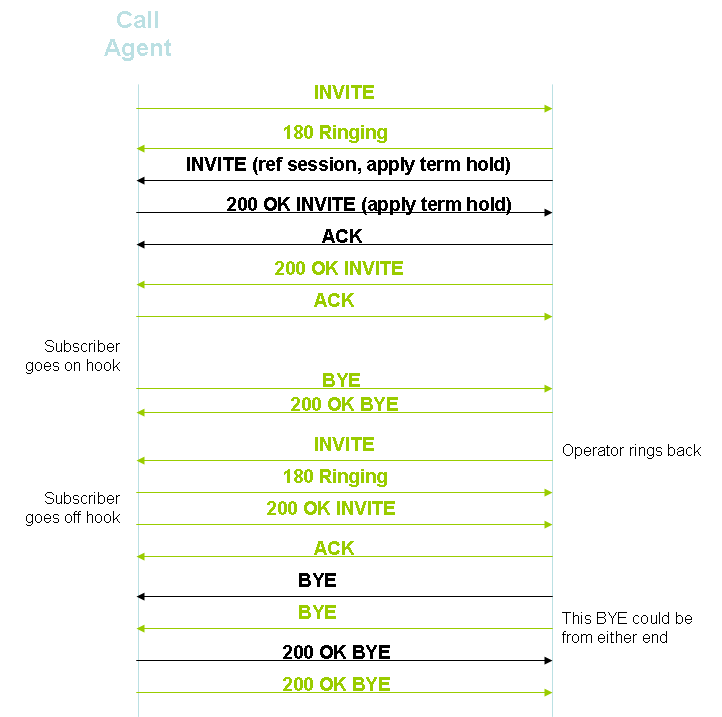 Call
Agent
INVITE
180 Ringing
INVITE (ref session, apply term hold)
200 OK INVITE (apply term hold)
ACK
200 OK INVITE
ACK
Subscriber
goes on hook
BYE
200 OK BYE
INVITE
Operator rings back
180 Ringing
Subscriber
goes off hook
200 OK INVITE
ACK
BYE
BYE
This BYE could be
from either end
200 OK BYE
200 OK BYE